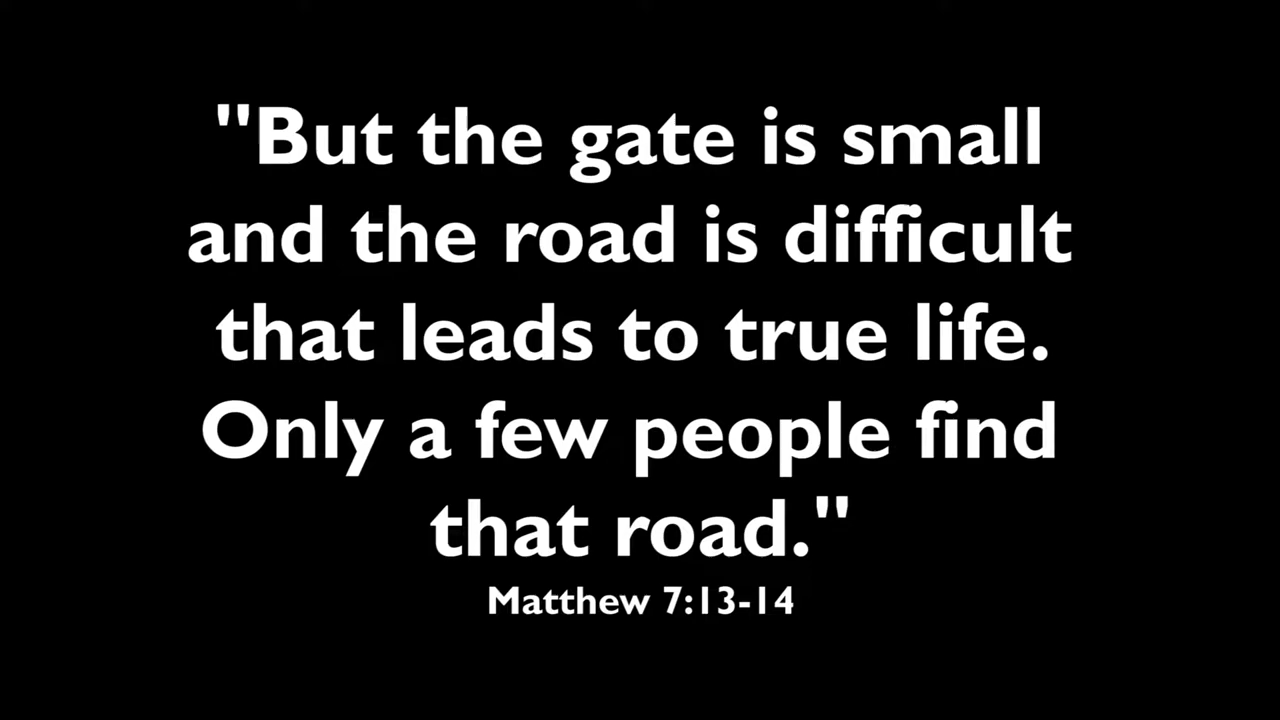 "But the gate is small
and the road is difficult
that leads to true life.
Only a few people find
that road."
Matthew 7:13-14